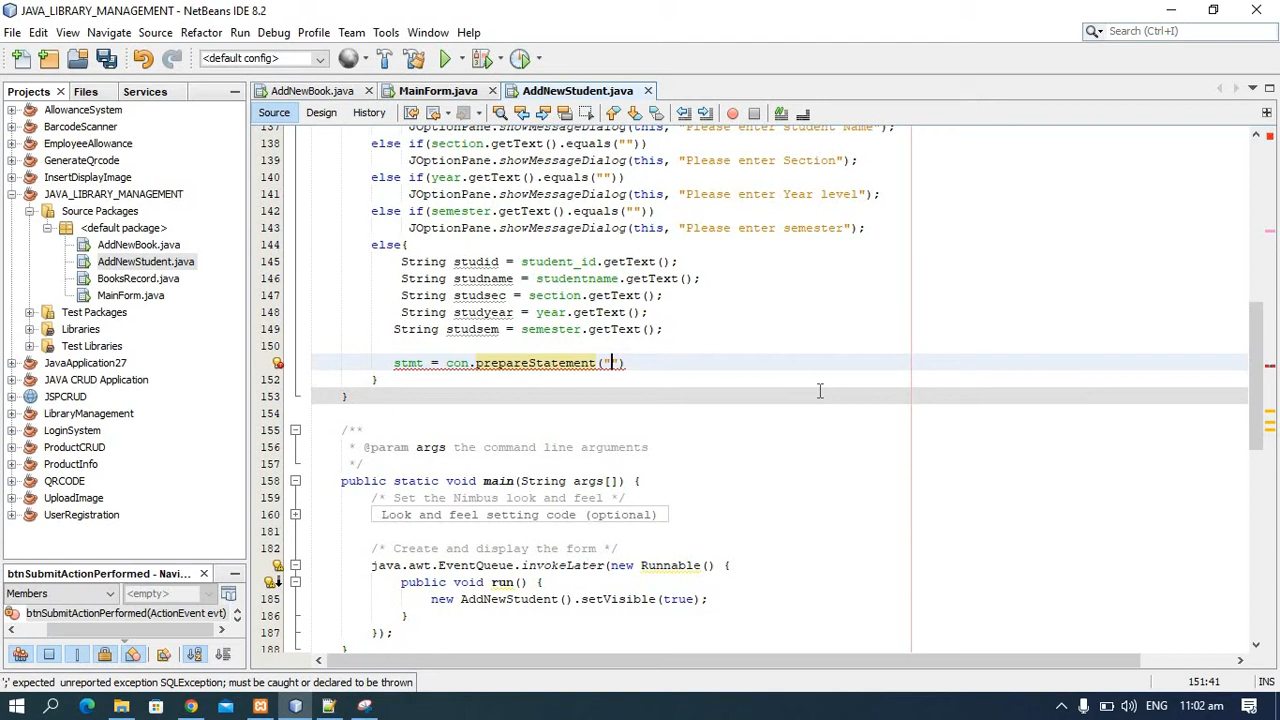 JAVA_LIBRARY_MANAGEMENT - NetBeans IDE 8.2
File Edit View Navigate Source Refactor Run Debug Profile Team Tools Window Help
Search (Ctrl+I)
<default config>
Projects Files Services
AddNewBook.java MainForm.java AddNewStudent.java
Source Design History
AllowanceSystem
BarcodeScanner
EmployeeAllowance
GenerateQrcode
InsertDisplayImage
JAVA_LIBRARY_MANAGEMENT
Source Packages
<default package>
AddNewBook.java
AddNewStudent.java
BooksRecord.java
MainForm.java
Test Packages
Libraries
Test Libraries
JavaApplication27
JAVA CRUD Application
JSPCRUD
LibraryManagement
LoginSystem
ProductCRUD
ProductInfo
QRCODE
UploadImage
UserRegistration
btnSubmitActionPerformed - Navi...
Members <empty>
btnSubmitActionPerformed(ActionEvent evt)
137 JOptionPane.showMessageDialog(this, "Please enter student Name");
138 else if(section.getText().equals(""))
139 JOptionPane.showMessageDialog(this, "Please enter Section");
140 else if(year.getText().equals(""))
141 JOptionPane.showMessageDialog(this, "Please enter Year level");
142 else if(semester.getText().equals(""))
143 JOptionPane.showMessageDialog(this, "Please enter semester");
144 else{
145 String studid = student_id.getText();
146 String studname = studentname.getText();
147 String studsec = section.getText();
148 String studyear = year.getText();
149 String studsem = semester.getText();
150
stmt = con.prepareStatement("")
152 }
153 }
154
155 /**
156 * @param args the command line arguments
157 */
158 public static void main(String args[]) {
159 /* Set the Nimbus look and feel */
160 Look and feel setting code (optional)
181
182 /* Create and display the form */
java.awt.EventQueue.invokeLater(new Runnable() {
public void run() {
185 new AddNewStudent().setVisible(true);
186 }
187 });
188 }
';' expected unreported exception SQLException; must be caught or declared to be thrown
151:41 INS
ENG 11:02 am